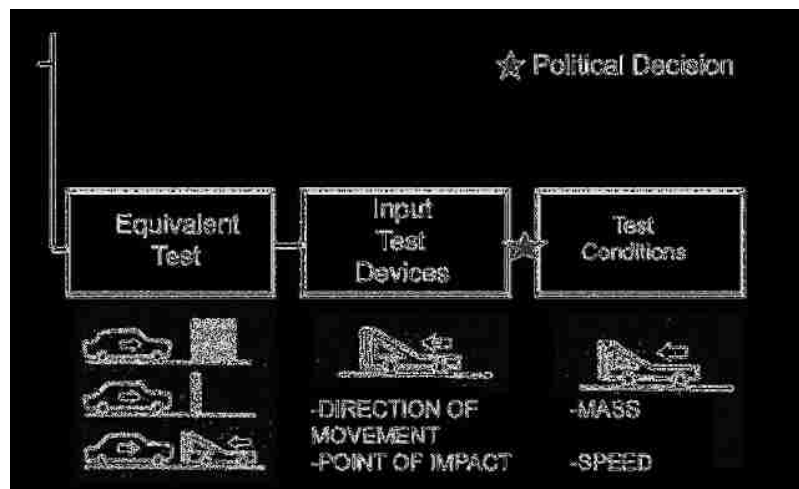 Political Decision
Equivalent
Test
Input
Test
Devices
Test
Conditions
-DIRECTION OF
MOVEMENT
-POINT OF IMPACT
-MASS
-SPEED